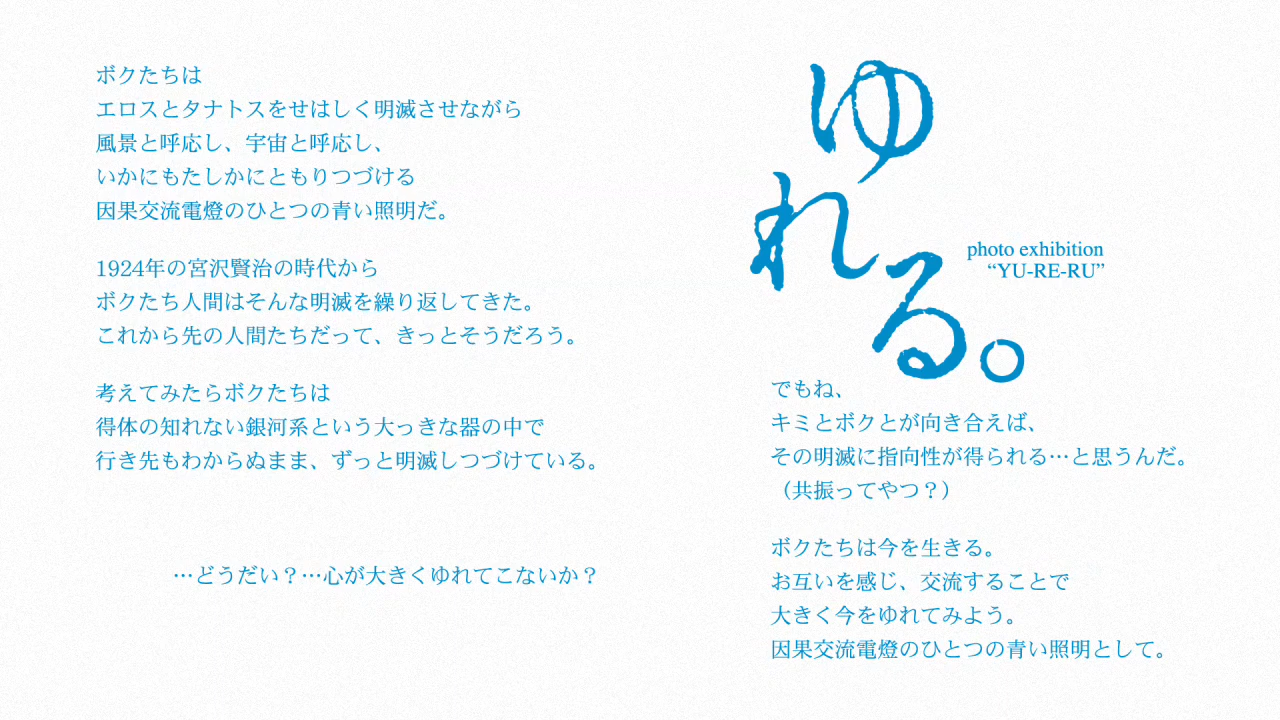 ボクたちは
エロスとタナトスをせはしく明滅させながら
風景と呼応し、宇宙と呼応し、
いかにもたしかにともりつづける
因果交流電燈のひとつの青い照明だ。
1924年の宮沢賢治の時代から
ボクたち人間はそんな明滅を繰り返してきた。
これから先の人間たちだって、きっとそうだろう。
考えてみたらボクたちは
得体の知れない銀河系という大っきな器の中で
行き先もわからぬまま、ずっと明滅しつづけている。
…どうだい？…心が大きくゆれてこないか？
ゆれる。
photo exhibition
“YU-RE-RU”
でもね、
キミとボクとが向き合えば、
その明滅に指向性が得られる…と思うんだ。
（共振ってやつ？）
ボクたちは今を生きる。
お互いを感じ、交流することで
大きく今をゆれてみよう。
因果交流電燈のひとつの青い照明として。